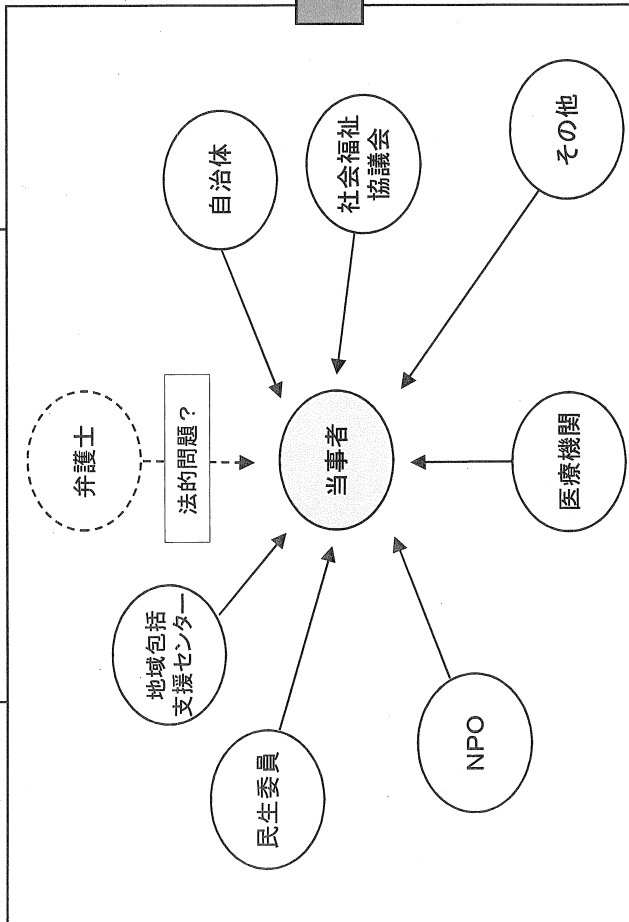 弁護士
法的問題?
地域包括
支援センター
自治体
民生委員
当事者
社会福祉
協議会
NPO
医療機関
その他